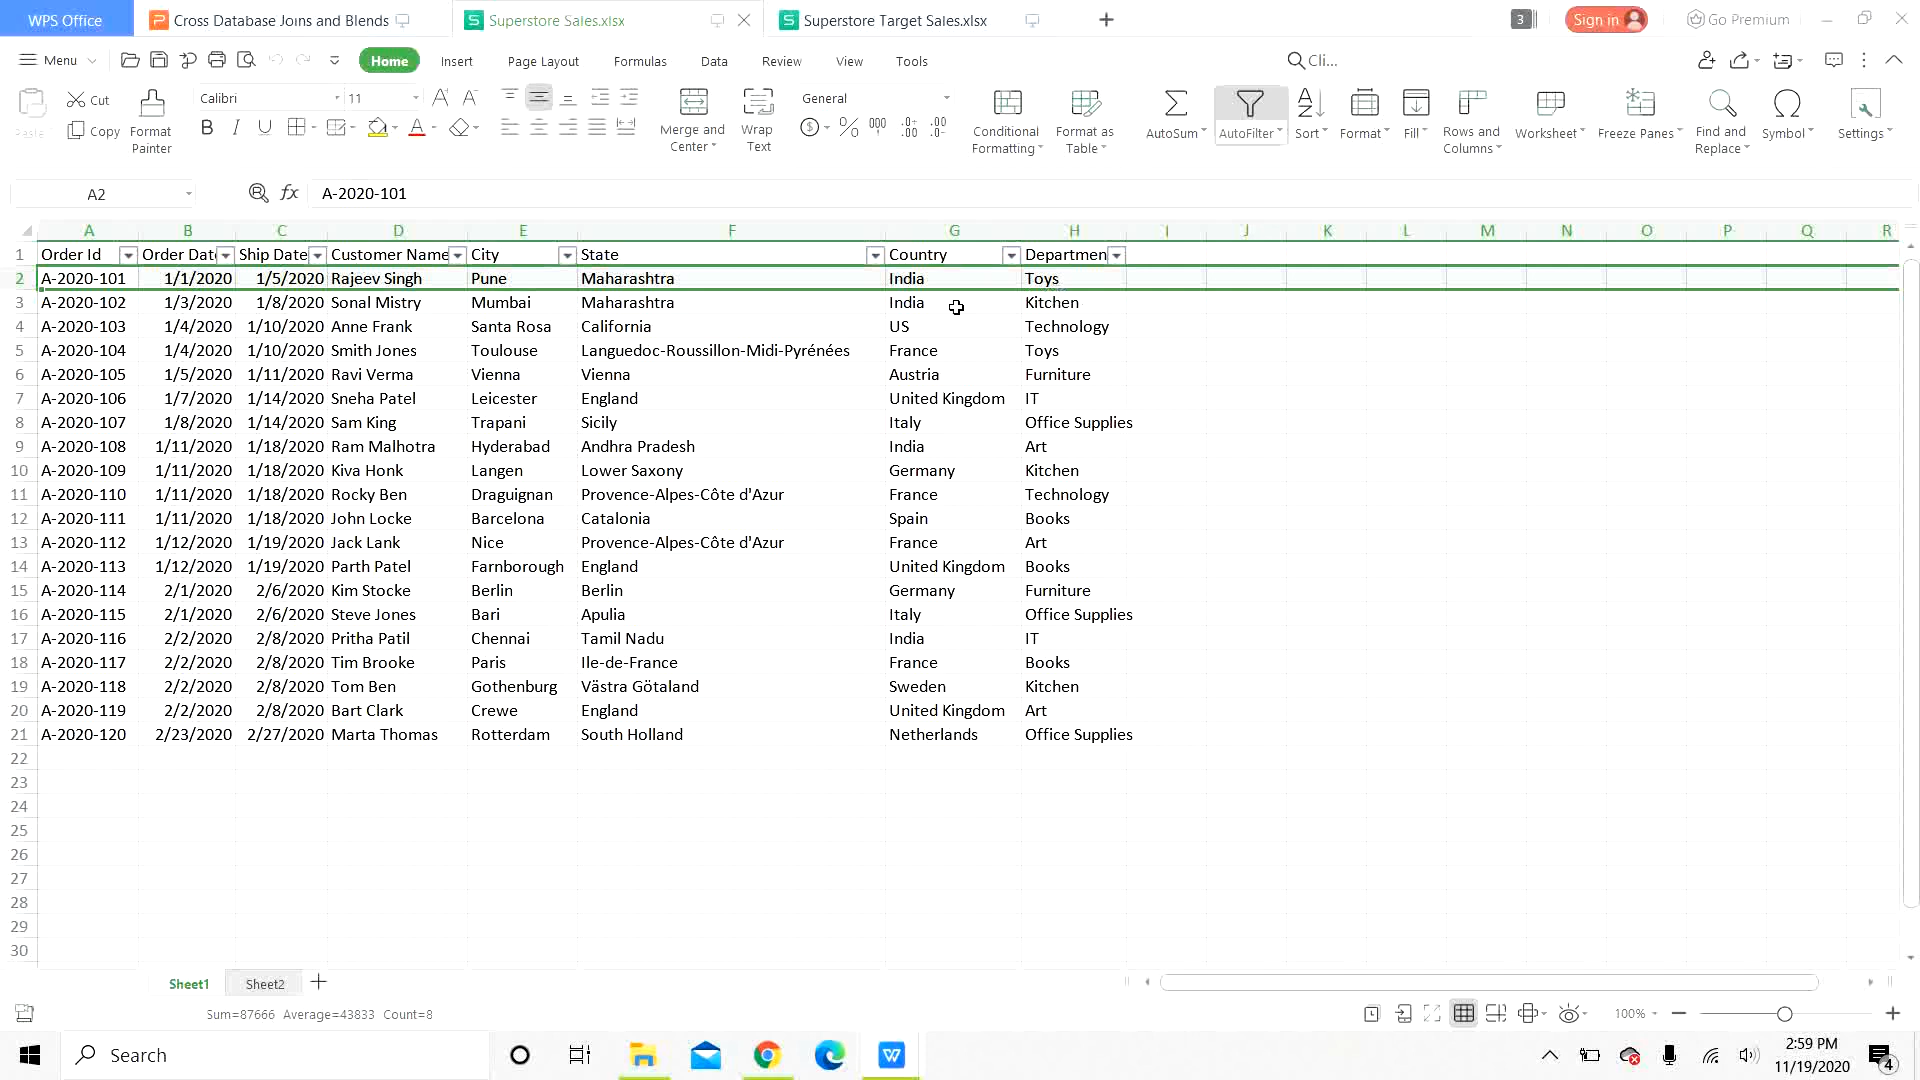 WPS Office Cross Database Joins and Blends Superstore Sales.xlsx Superstore Target Sales.xlsx + 3 Sign in Go Premium
Menu Home Insert Page Layout Formulas Data Review View Tools Cli...
Paste Cut Copy Format Painter Calibri 11 Merge and Center Wrap Text General Conditional Formatting Format as Table AutoSum AutoFilter Sort Format Fill Rows and Columns Worksheet Freeze Panes Find and Replace Symbol Settings
A2 fx A-2020-101
A B C D E F G H I J K L M N O P Q R
1 Order Id Order Dat Ship Date Customer Name City State Country Departmen
2 A-2020-101 1/1/2020 1/5/2020 Rajeev Singh Pune Maharashtra India Toys
3 A-2020-102 1/3/2020 1/8/2020 Sonal Mistry Mumbai Maharashtra India Kitchen
4 A-2020-103 1/4/2020 1/10/2020 Anne Frank Santa Rosa California US Technology
5 A-2020-104 1/4/2020 1/10/2020 Smith Jones Toulouse Languedoc-Roussillon-Midi-Pyrénées France Toys
6 A-2020-105 1/5/2020 1/11/2020 Ravi Verma Vienna Vienna Austria Furniture
7 A-2020-106 1/7/2020 1/14/2020 Sneha Patel Leicester England United Kingdom IT
8 A-2020-107 1/8/2020 1/14/2020 Sam King Trapani Sicily Italy Office Supplies
9 A-2020-108 1/11/2020 1/18/2020 Ram Malhotra Hyderabad Andhra Pradesh India Art
10 A-2020-109 1/11/2020 1/18/2020 Kiva Honk Langen Lower Saxony Germany Kitchen
11 A-2020-110 1/11/2020 1/18/2020 Rocky Ben Draguignan Provence-Alpes-Côte d'Azur France Technology
12 A-2020-111 1/11/2020 1/18/2020 John Locke Barcelona Catalonia Spain Books
13 A-2020-112 1/12/2020 1/19/2020 Jack Lank Nice Provence-Alpes-Côte d'Azur France Art
14 A-2020-113 1/12/2020 1/19/2020 Parth Patel Farnborough England United Kingdom Books
15 A-2020-114 2/1/2020 2/6/2020 Kim Stocke Berlin Berlin Germany Furniture
16 A-2020-115 2/1/2020 2/6/2020 Steve Jones Bari Apulia Italy Office Supplies
17 A-2020-116 2/2/2020 2/8/2020 Pritha Patil Chennai Tamil Nadu India IT
18 A-2020-117 2/2/2020 2/8/2020 Tim Brooke Paris Ile-de-France France Books
19 A-2020-118 2/2/2020 2/8/2020 Tom Ben Gothenburg Västra Götaland Sweden Kitchen
20 A-2020-119 2/2/2020 2/8/2020 Bart Clark Crewe England United Kingdom Art
21 A-2020-120 2/23/2020 2/27/2020 Marta Thomas Rotterdam South Holland Netherlands Office Supplies
22
23
24
25
26
27
28
29
30
Sheet1 Sheet2 +
Sum=87666 Average=43833 Count=8 100%
Search 2:59 PM
11/19/2020 4